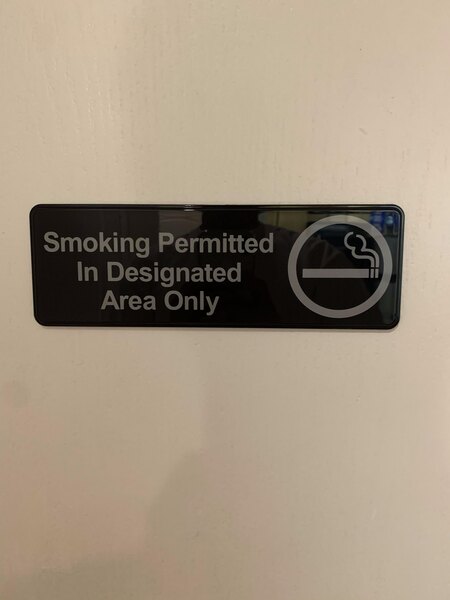 Smoking Permitted
In Designated
Area Only